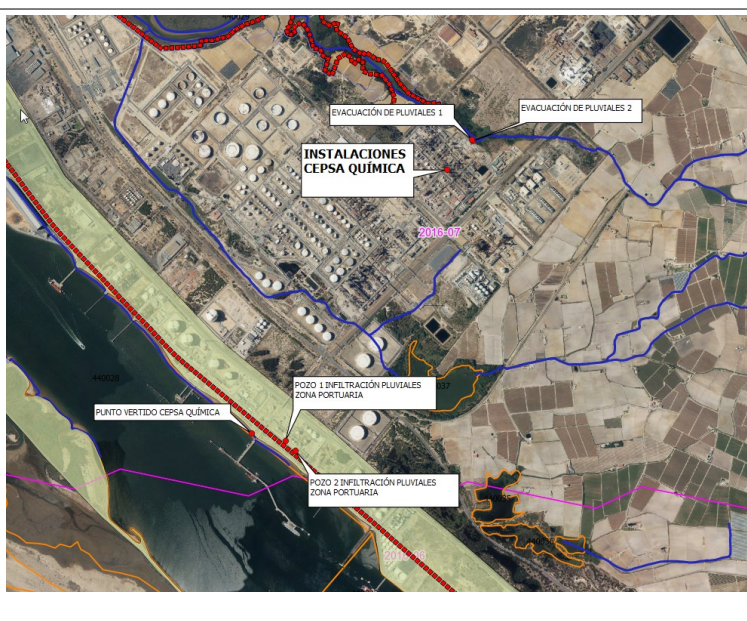 440029
EVACUACIÓN DE PLUVIALES 1
EVACUACIÓN DE PLUVIALES 2
INSTALACIONES
CEPSA QUÍMICA
2016-07
440028
POZO 1 INFILTRACIÓN PLUVIALES
ZONA PORTUARIA
PUNTO VERTIDO CEPSA QUÍMICA
POZO 2 INFILTRACIÓN PLUVIALES
ZONA PORTUARIA